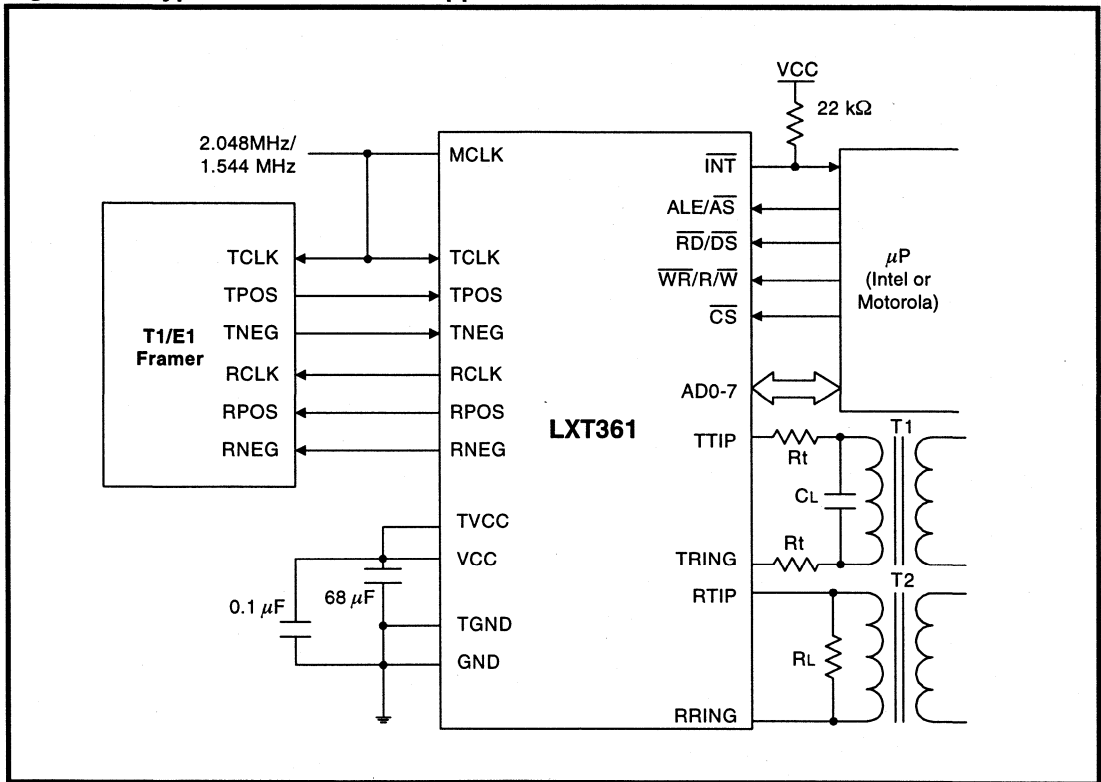 VCC
22 kΩ
2.048MHz/
1.544 MHz
MCLK
INT
ALE/AS
RD/DS
WR/R/W
CS
AD0-7
μP
(Intel or
Motorola)
TCLK
TPOS
TNEG
RCLK
RPOS
RNEG
T1/E1
Framer
TCLK
TPOS
TNEG
RCLK
RPOS
RNEG
LXT361
TTIP
Rt
T1
CL
TRING
Rt
T2
RTIP
RL
RRING
TVCC
VCC
0.1 μF
68 μF
TGND
GND